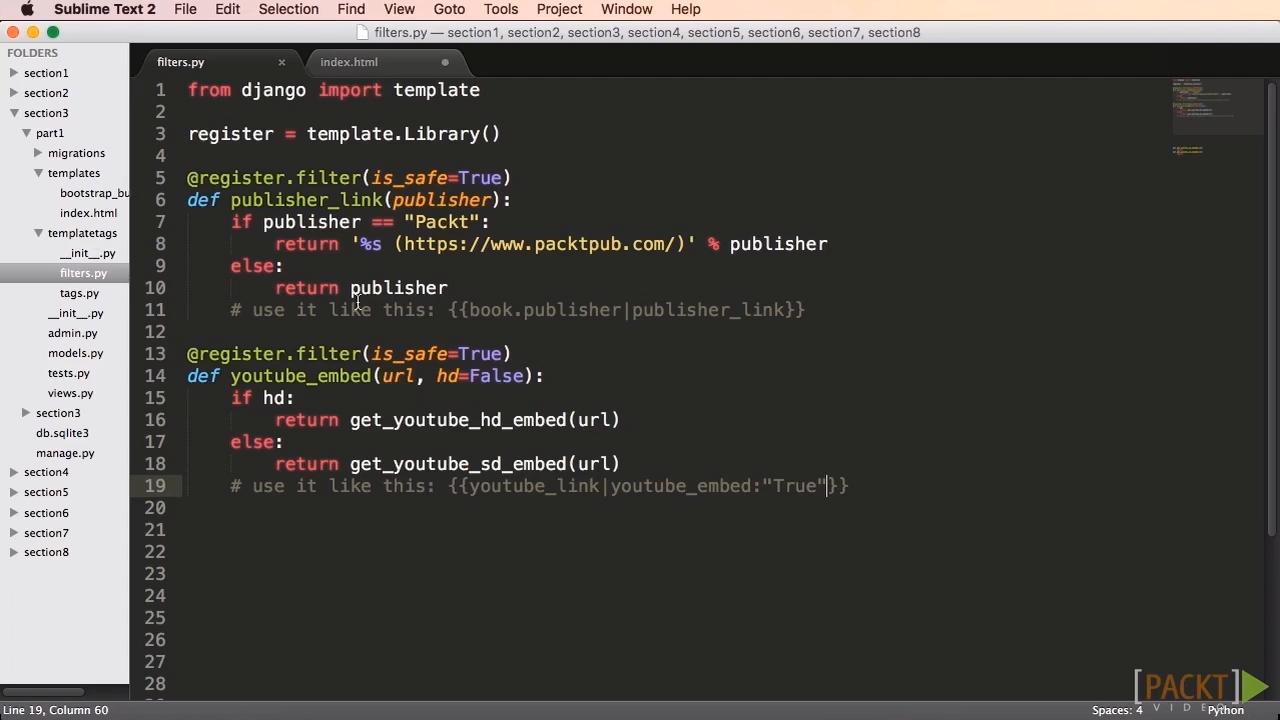 Sublime Text 2 File Edit Selection Find View Goto Tools Project Window Help
filters.py — section1, section2, section3, section4, section5, section6, section7, section8
FOLDERS
section1
section2
section3
part1
migrations
templates
bootstrap_bu
index.html
templatetags
__init__.py
filters.py
tags.py
__init__.py
admin.py
models.py
tests.py
views.py
section3
db.sqlite3
manage.py
section4
section5
section6
section7
section8
filters.py × index.html
1 from django import template
2
3 register = template.Library()
4
5 @register.filter(is_safe=True)
6 def publisher_link(publisher):
7 if publisher == "Packt":
8 return '%s (https://www.packtpub.com/)' % publisher
9 else:
10 return publisher
11 # use it like this: {{book.publisher|publisher_link}}
12
13 @register.filter(is_safe=True)
14 def youtube_embed(url, hd=False):
15 if hd:
16 return get_youtube_hd_embed(url)
17 else:
18 return get_youtube_sd_embed(url)
19 # use it like this: {{youtube_link|youtube_embed:"True"}}
20
21
22
23
24
25
26
27
28
[PACKT]
VIDEO
Line 19, Column 60 Spaces: 4 Python